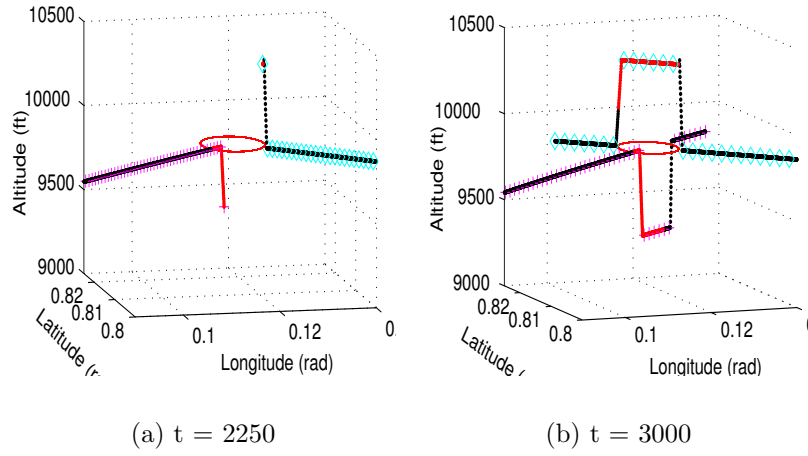 10500
10000
9500
9000
Altitude (ft)
0.82
0.81
0.8
Latitude (r
0.1
0.12
0.
Longitude (rad)
(a) t = 2250
10500
10000
9500
9000
Altitude (ft)
0.82
0.81
0.8
Latitude (
0.1
0.12
Longitude (rad)
(b) t = 3000